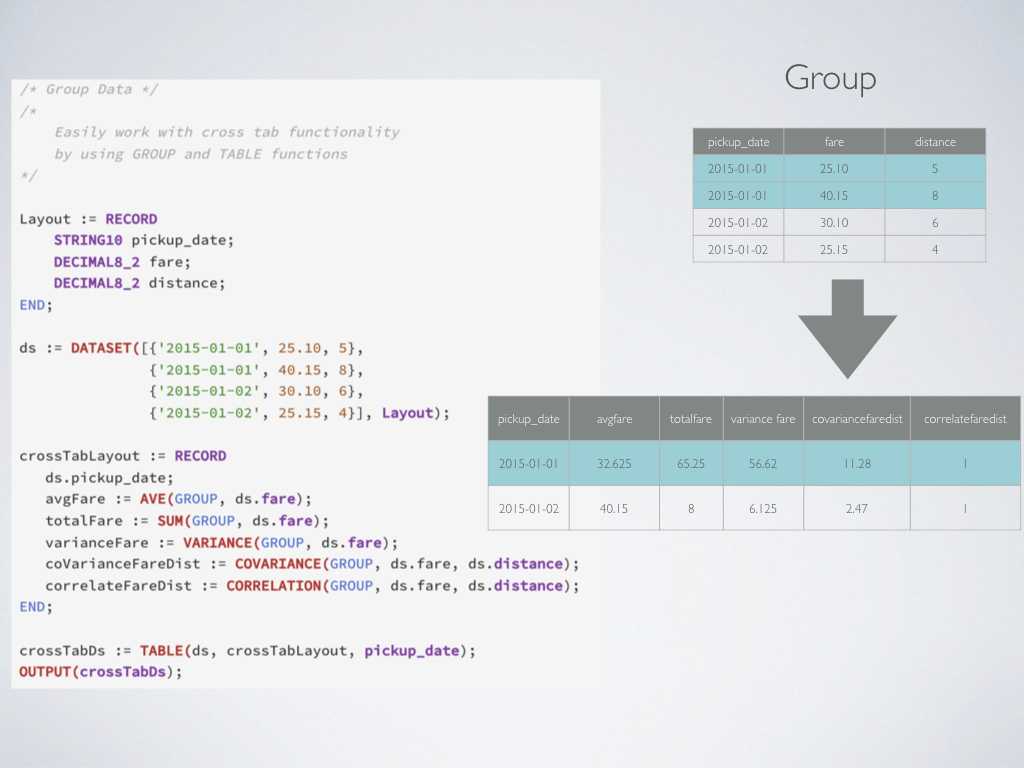 Group
/* Group Data */
/*
    Easily work with cross tab functionality
    by using GROUP and TABLE functions
*/
Layout := RECORD
    STRING10 pickup_date;
    DECIMAL8_2 fare;
    DECIMAL8_2 distance;
END;
ds := DATASET([{'2015-01-01', 25.10, 5},
               {'2015-01-01', 40.15, 8},
               {'2015-01-02', 30.10, 6},
               {'2015-01-02', 25.15, 4}], Layout);
crossTabLayout := RECORD
   ds.pickup_date;
   avgFare := AVE(GROUP, ds.fare);
   totalFare := SUM(GROUP, ds.fare);
   varianceFare := VARIANCE(GROUP, ds.fare);
   coVarianceFareDist := COVARIANCE(GROUP, ds.fare, ds.distance);
   correlateFareDist := CORRELATION(GROUP, ds.fare, ds.distance);
END;
crossTabDs := TABLE(ds, crossTabLayout, pickup_date);
OUTPUT(crossTabDs);
pickup_date fare distance
2015-01-01 25.10 5
2015-01-01 40.15 8
2015-01-02 30.10 6
2015-01-02 25.15 4
pickup_date avgfare totalfare variance fare covariancefaredist correlatefaredist
2015-01-01 32.625 65.25 56.62 11.28 1
2015-01-02 40.15 8 6.125 2.47 1